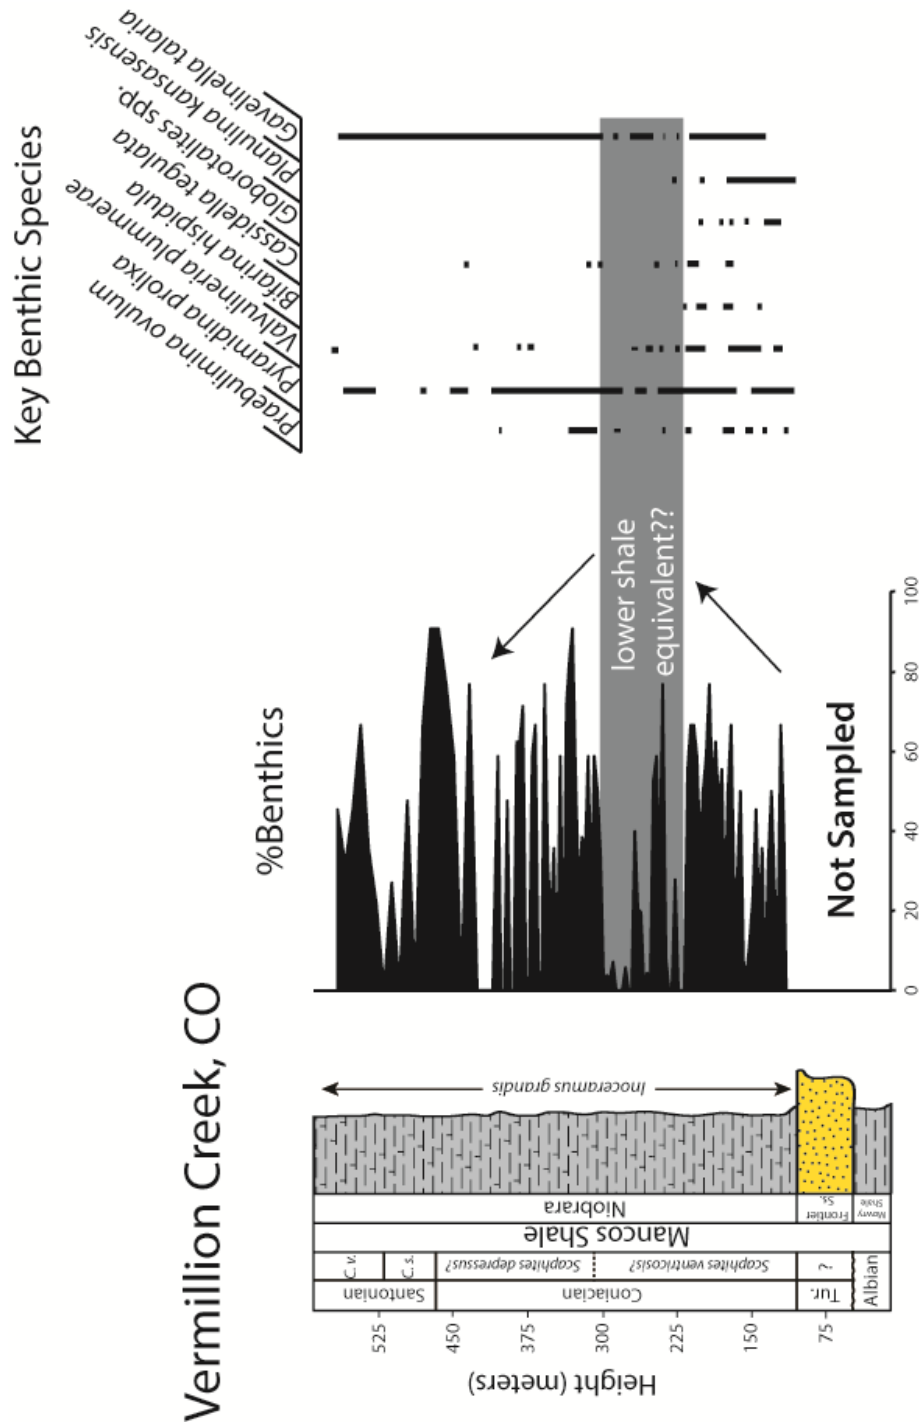 Vermillion Creek, CO
%Benthics
Key Benthic Species
Praebulimina ovulum
Pyramidina prolixa
Valvulineria plummerae
Bifarina hispidula
Cassidella tegulata
Globorotalites spp.
Planulina kansasensis
Gavelinella talaria
Height (meters)
525
450
375
300
225
150
75
Santonian
Coniacian
Tur.
Albian
C. v.
C. s.
Scaphites depressus?
Scaphites ventricosis?
?
Mancos Shale
Niobrara
Frontier
Ss.
Mowry
Shale
Inoceramus grandis
lower shale
equivalent??
Not Sampled
0
20
40
60
80
100